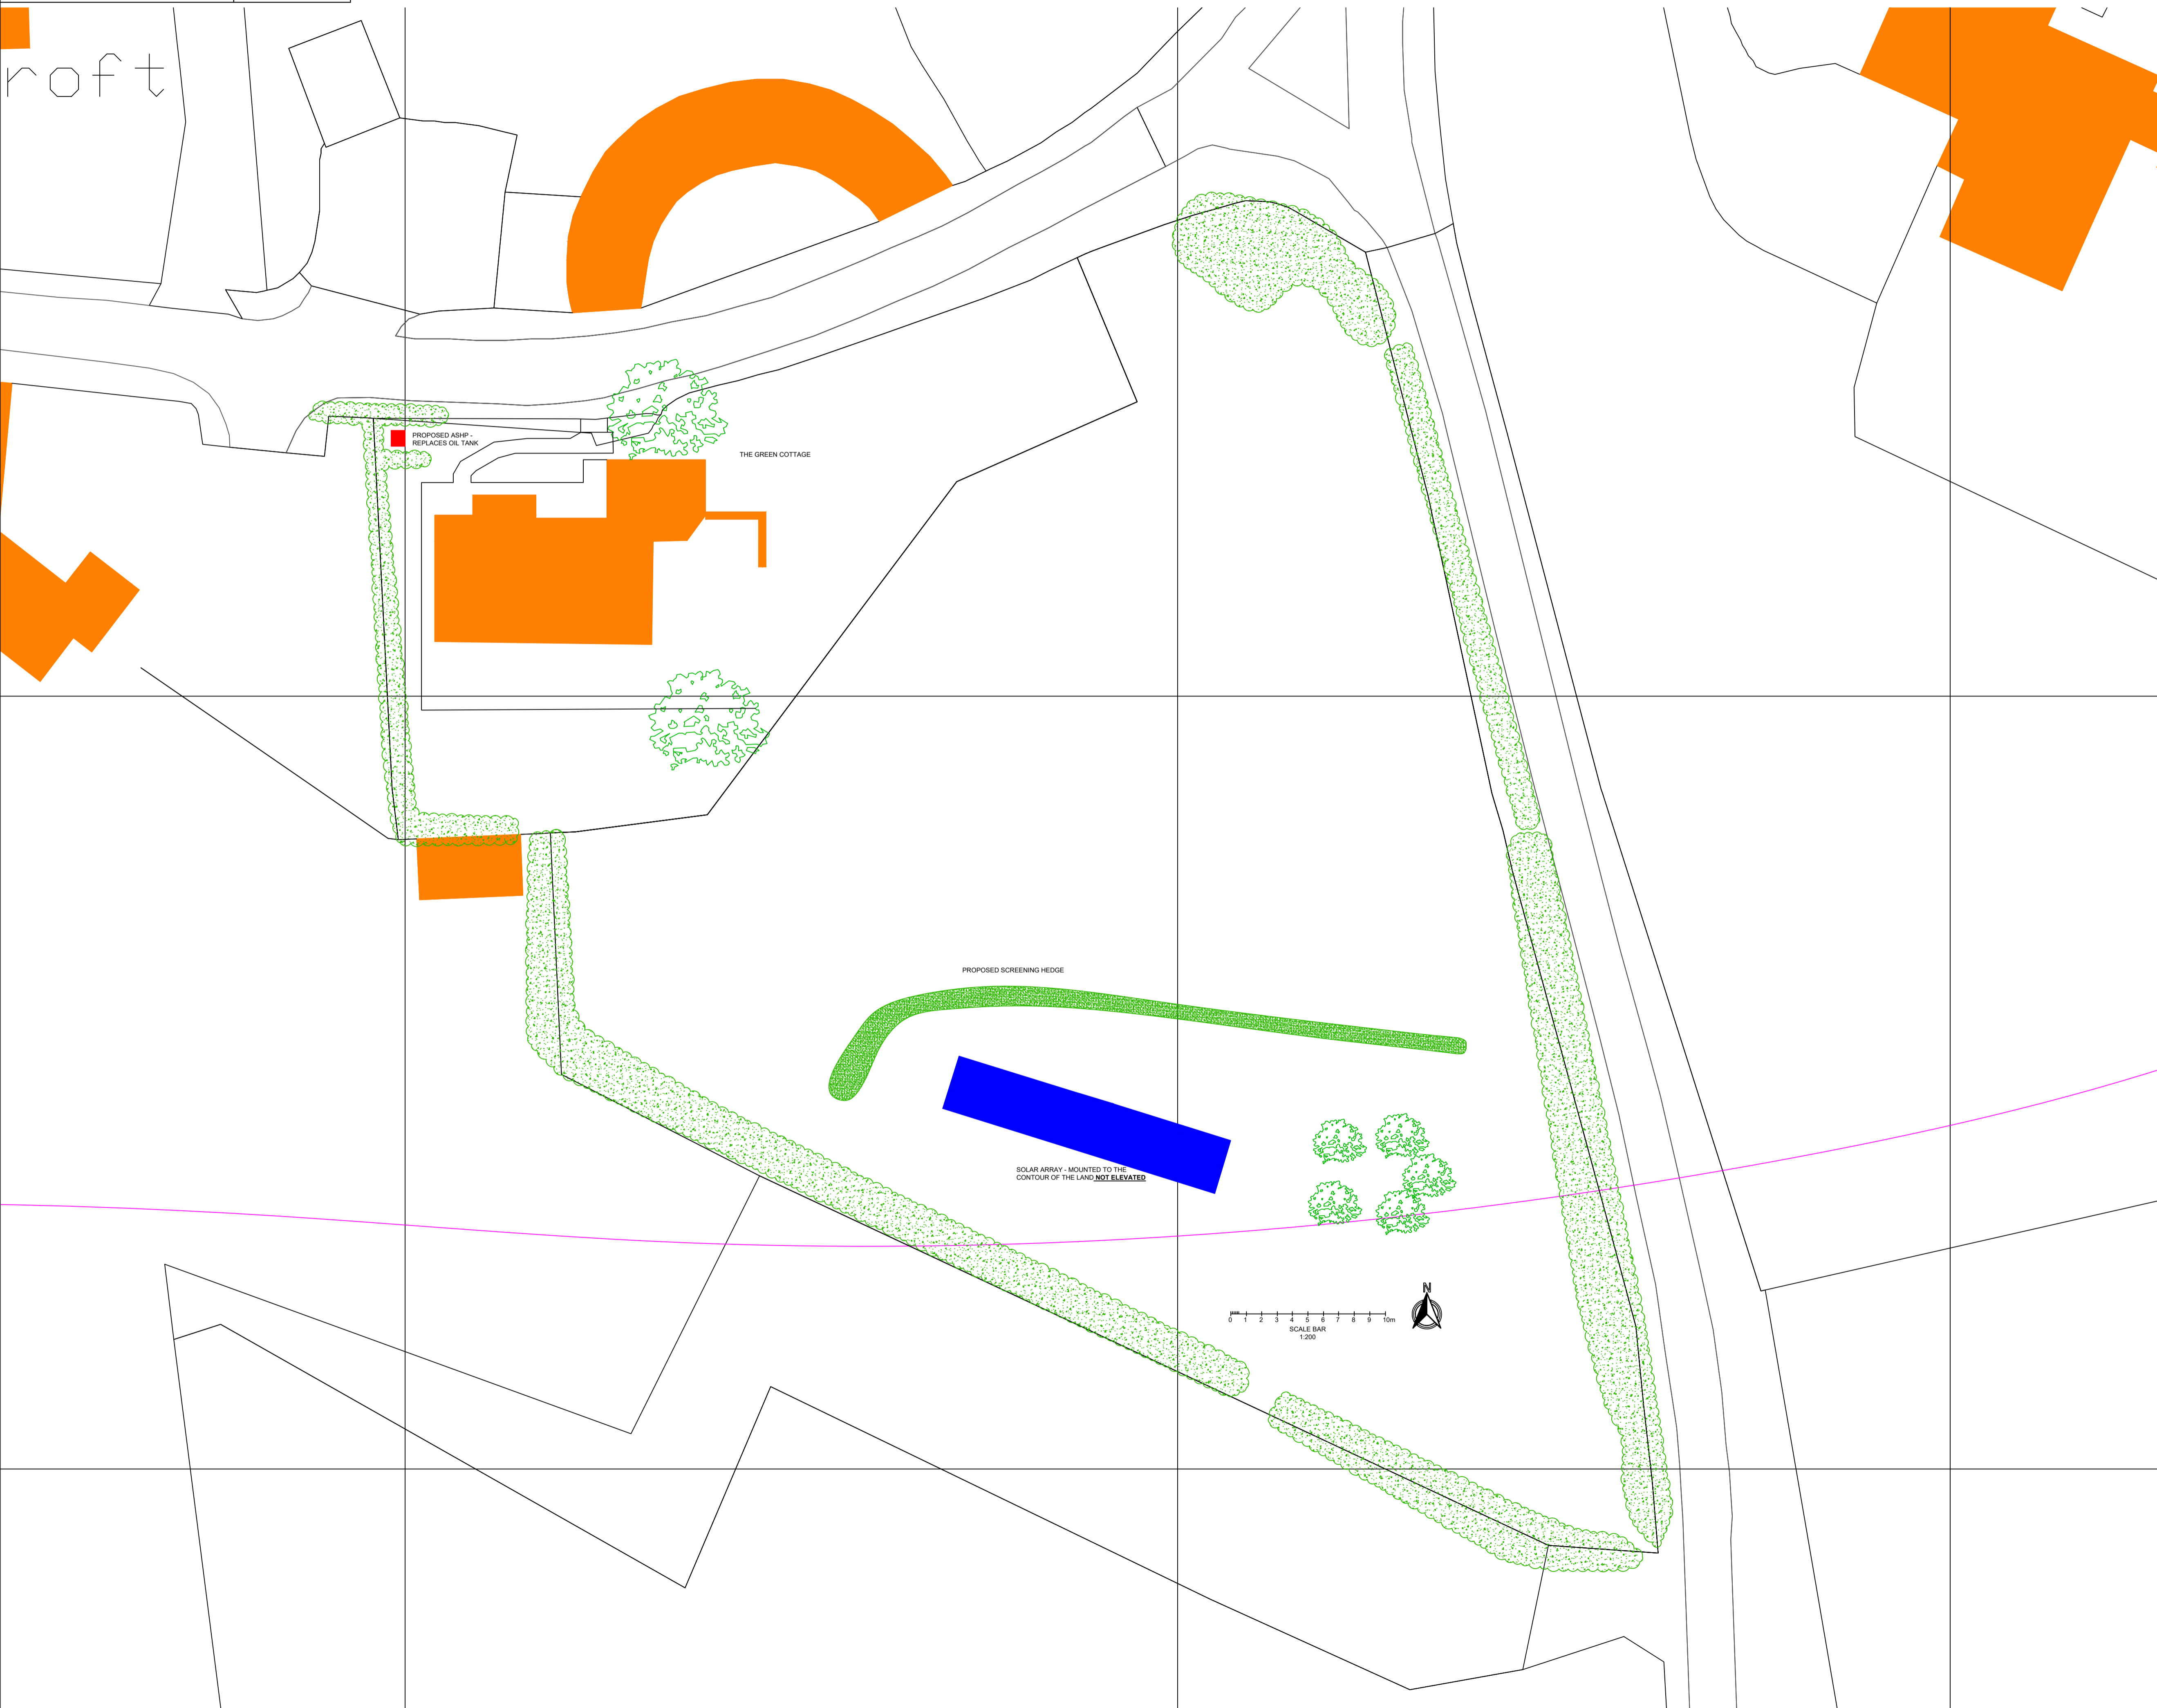 roft
PROPOSED ASHP -
REPLACES OIL TANK
THE GREEN COTTAGE
PROPOSED SCREENING HEDGE
SOLAR ARRAY - MOUNTED TO THE
CONTOUR OF THE LAND NOT ELEVATED
N
0 1 2 3 4 5 6 7 8 9 10m
SCALE BAR
1:200